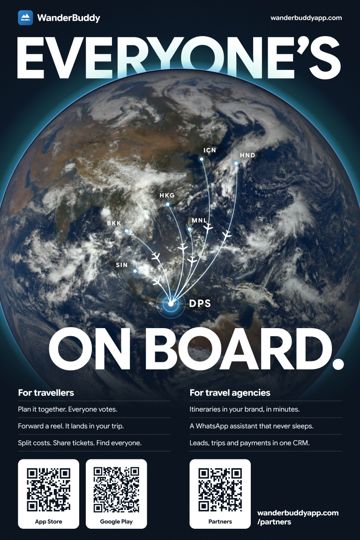 WanderBuddy
wanderbuddyapp.com
EVERYONE'S
ICN
HND
HKG
MNL
BKK
SIN
DPS
ON BOARD.
For travellers
Plan it together. Everyone votes.
Forward a reel. It lands in your trip.
Split costs. Share tickets. Find everyone.
For travel agencies
Itineraries in your brand, in minutes.
A WhatsApp assistant that never sleeps.
Leads, trips and payments in one CRM.
App Store
Google Play
Partners
wanderbuddyapp.com
/partners